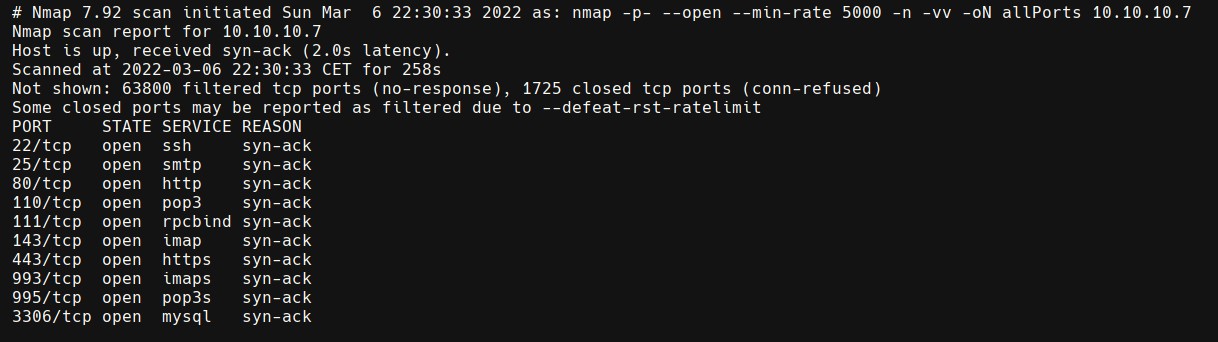 # Nmap 7.92 scan initiated Sun Mar  6 22:30:33 2022 as: nmap -p- --open --min-rate 5000 -n -vv -oN allPorts 10.10.10.7
Nmap scan report for 10.10.10.7
Host is up, received syn-ack (2.0s latency).
Scanned at 2022-03-06 22:30:33 CET for 258s
Not shown: 63800 filtered tcp ports (no-response), 1725 closed tcp ports (conn-refused)
Some closed ports may be reported as filtered due to --defeat-rst-ratelimit
PORT     STATE SERVICE REASON
22/tcp   open  ssh     syn-ack
25/tcp   open  smtp    syn-ack
80/tcp   open  http    syn-ack
110/tcp  open  pop3    syn-ack
111/tcp  open  rpcbind syn-ack
143/tcp  open  imap    syn-ack
443/tcp  open  https   syn-ack
993/tcp  open  imaps   syn-ack
995/tcp  open  pop3s   syn-ack
3306/tcp open  mysql   syn-ack